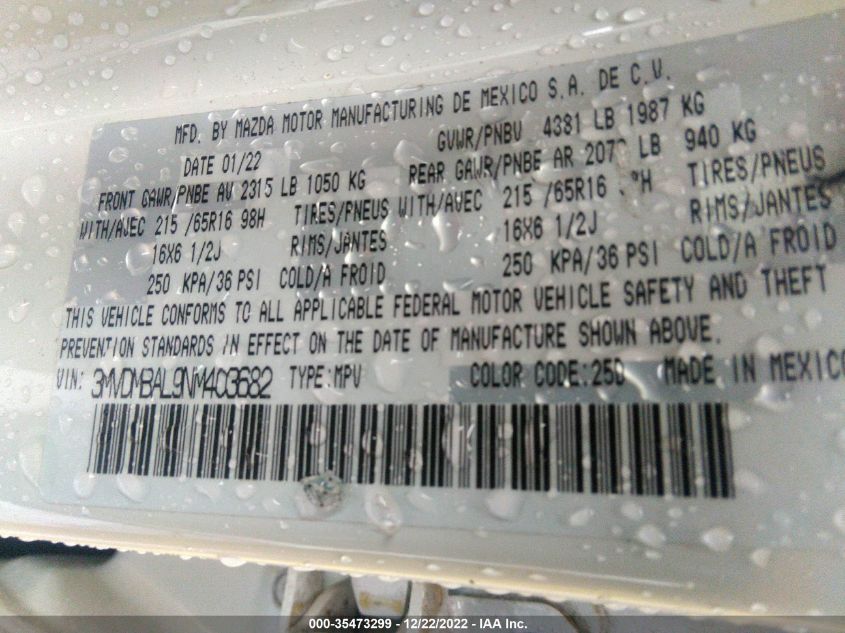 MFD. BY MAZDA MOTOR MANUFACTURING DE MEXICO S.A. DE C.V.
DATE 01/22 GVWR/PNBV 4381 LB 1987 KG
FRONT GAWR/PNBE AV 2315 LB 1050 KG REAR GAWR/PNBE AR LB 940 KG
WITH/AVEC 215 /65R16 98H TIRES/PNEUS WITH/AVEC 215 /65R16 TIRES/PNEUS
16X6 1/2J RIMS/JANTES 16X6 1/2J RIMS/JANTES
250 KPA/36 PSI COLD/A FROID 250 KPA/36 PSI COLD/A FROID
THIS VEHICLE CONFORMS TO ALL APPLICABLE FEDERAL MOTOR VEHICLE SAFETY AND THEFT
PREVENTION STANDARDS IN EFFECT ON THE DATE OF MANUFACTURE SHOWN ABOVE.
VIN: 3MVDMBAL9NM403682 TYPE:MPV COLOR CODE:25D MADE IN MEXICO
000-35473299 - 12/22/2022 - IAA Inc.